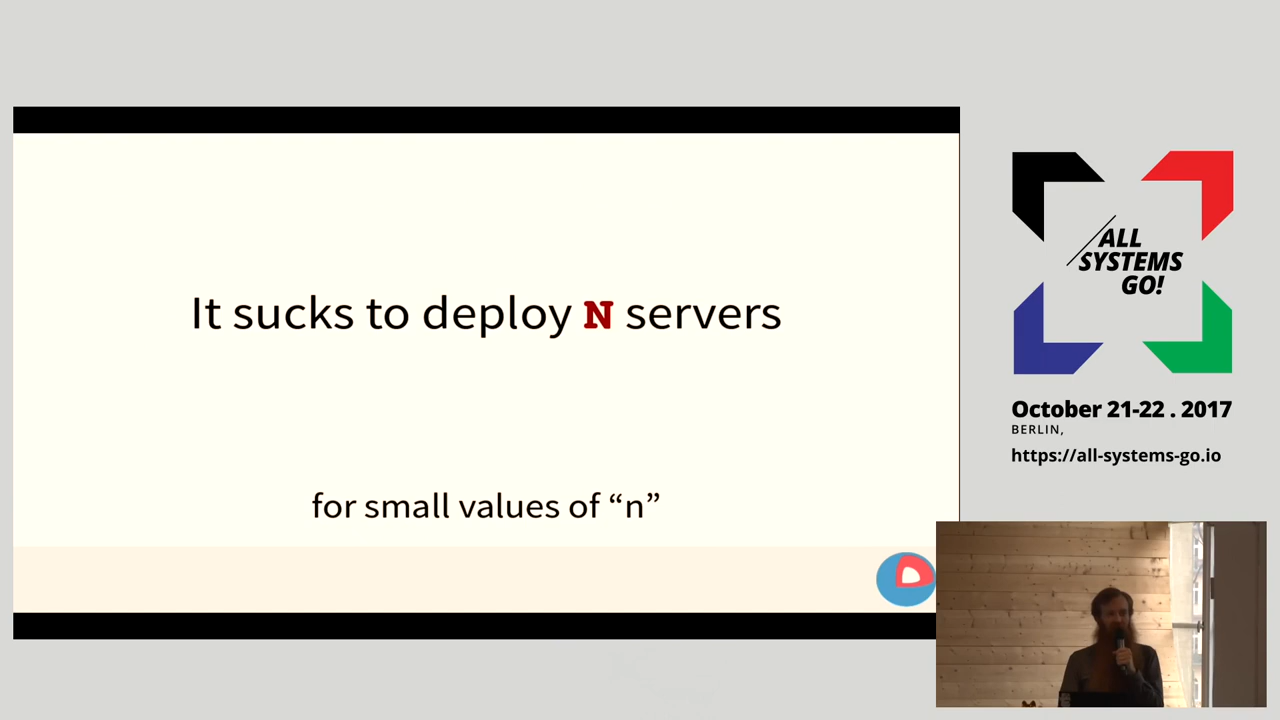 It sucks to deploy N servers
for small values of “n”
ALL
SYSTEMS
GO!
October 21-22 . 2017
BERLIN,
https://all-systems-go.io